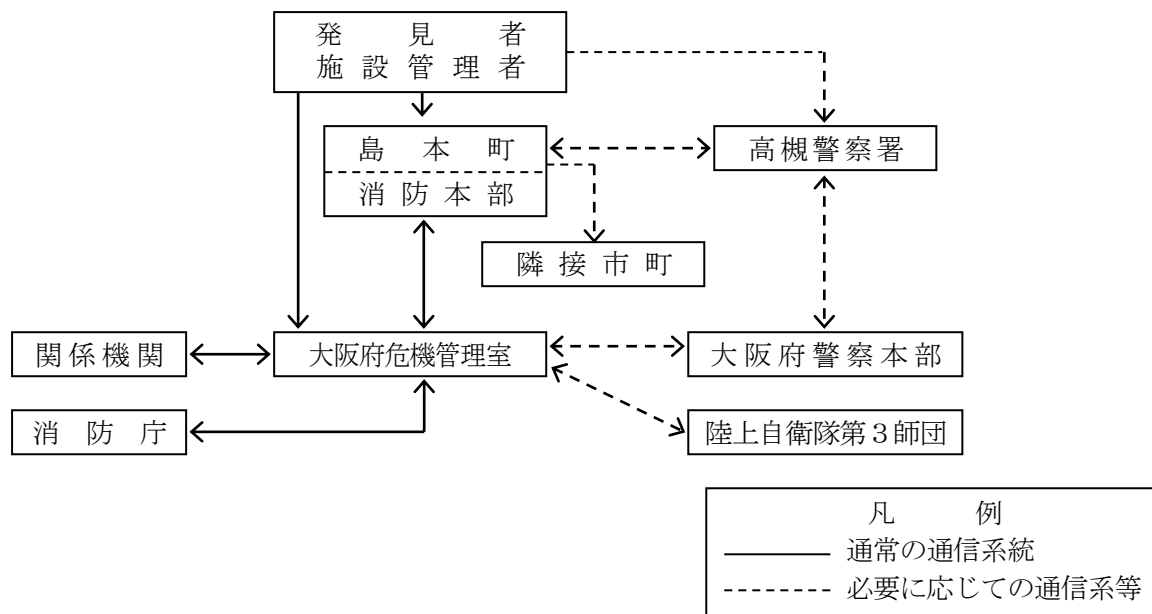 発見者
施設管理者
島本町
消防本部
高槻警察署
隣接市町
関係機関
大阪府危機管理室
大阪府警察本部
消防庁
陸上自衛隊第３師団
凡例
通常の通信系統
必要に応じての通信系等